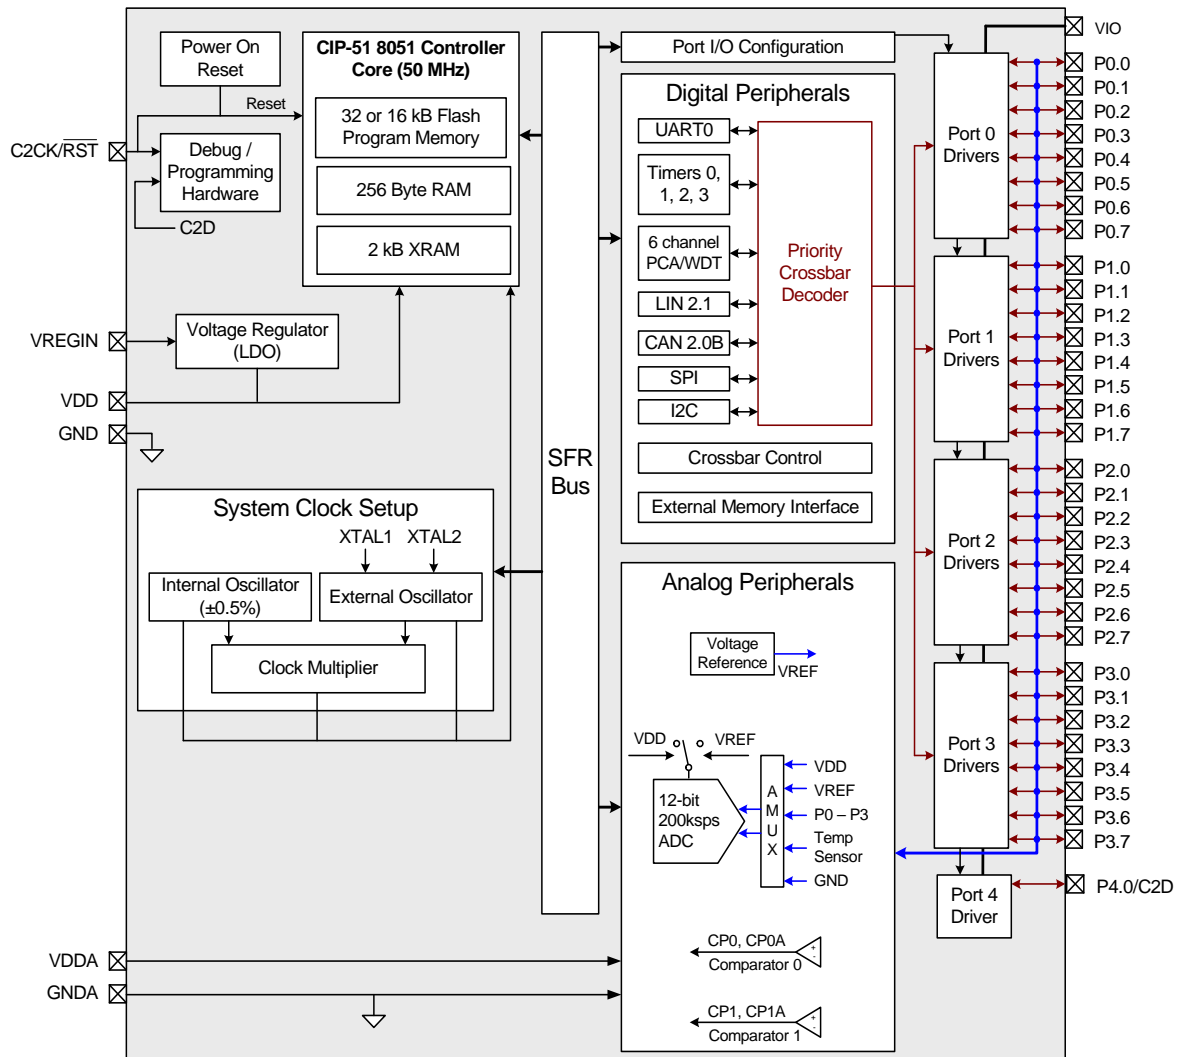 Power On
Reset
CIP-51 8051 Controller
Core (50 MHz)
32 or 16 kB Flash
Program Memory
256 Byte RAM
2 kB XRAM
Reset
C2CK/RST
Debug /
Programming
Hardware
C2D
VREGIN
Voltage Regulator
(LDO)
VDD
GND
System Clock Setup
XTAL1
XTAL2
Internal Oscillator
(±0.5%)
External Oscillator
Clock Multiplier
VDDA
GNDA
SFR
Bus
Port I/O Configuration
Digital Peripherals
UART0
Timers 0,
1, 2, 3
6 channel
PCA/WDT
LIN 2.1
CAN 2.0B
SPI
I2C
Priority
Crossbar
Decoder
Crossbar Control
External Memory Interface
Analog Peripherals
Voltage
Reference
VREF
VDD
VREF
12-bit
200ksps
ADC
A
M
U
X
VDD
VREF
P0 – P3
Temp
Sensor
GND
CP0, CP0A
+
-
Comparator 0
CP1, CP1A
+
-
Comparator 1
Port 0
Drivers
Port 1
Drivers
Port 2
Drivers
Port 3
Drivers
Port 4
Driver
VIO
P0.0
P0.1
P0.2
P0.3
P0.4
P0.5
P0.6
P0.7
P1.0
P1.1
P1.2
P1.3
P1.4
P1.5
P1.6
P1.7
P2.0
P2.1
P2.2
P2.3
P2.4
P2.5
P2.6
P2.7
P3.0
P3.1
P3.2
P3.3
P3.4
P3.5
P3.6
P3.7
P4.0/C2D